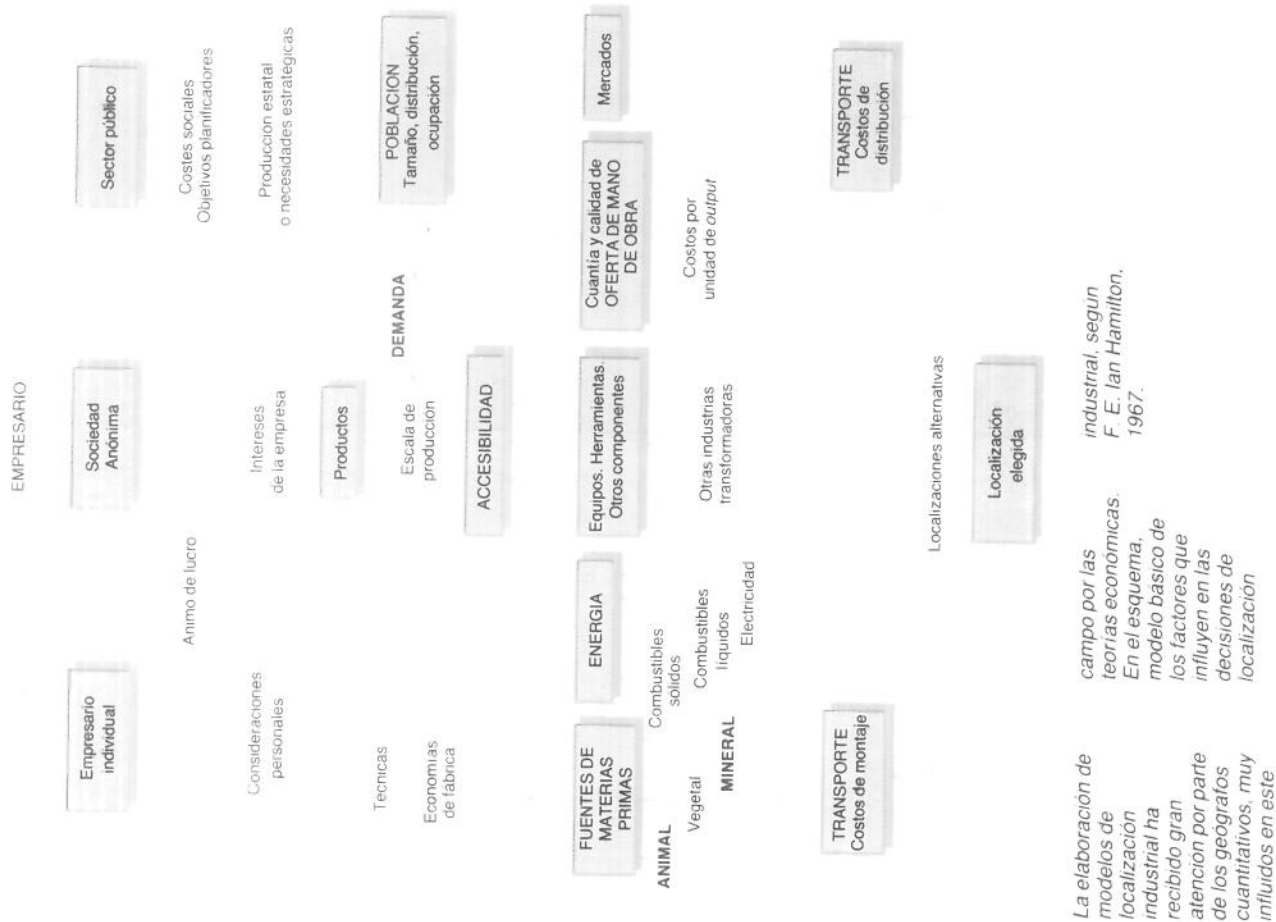 EMPRESARIO
Empresario
individual
Sociedad
Anónima
Sector público
Animo de lucro
Costes sociales
Objetivos planificadores
Consideraciones
personales
Intereses
de la empresa
Producción estatal
o necesidades estratégicas
Productos
Tecnicas
DEMANDA
POBLACION
Tamaño, distribución,
ocupación
Economías
de fabrica
Escala de
producción
ACCESIBILIDAD
FUENTES DE
MATERIAS
PRIMAS
ENERGIA
Equipos. Herramientas.
Otros componentes
Cuantía y calidad de
OFERTA DE MANO
DE OBRA
Mercados
ANIMAL
Vegetal
MINERAL
Combustibles
sólidos
Combustibles
líquidos
Electricidad
Otras industrias
transformadoras
Costos por
unidad de output
TRANSPORTE
Costos de montaje
TRANSPORTE
Costos de
distribución
Localizaciones alternativas
Localización
elegida
La elaboración de
modelos de
localización
industrial ha
recibido gran
atención por parte
de los geógrafos
cuantitativos, muy
influidos en este
campo por las
teorías económicas.
En el esquema,
modelo básico de
los factores que
influyen en las
decisiones de
localización
industrial, según
F. E. Ian Hamilton,
1967.